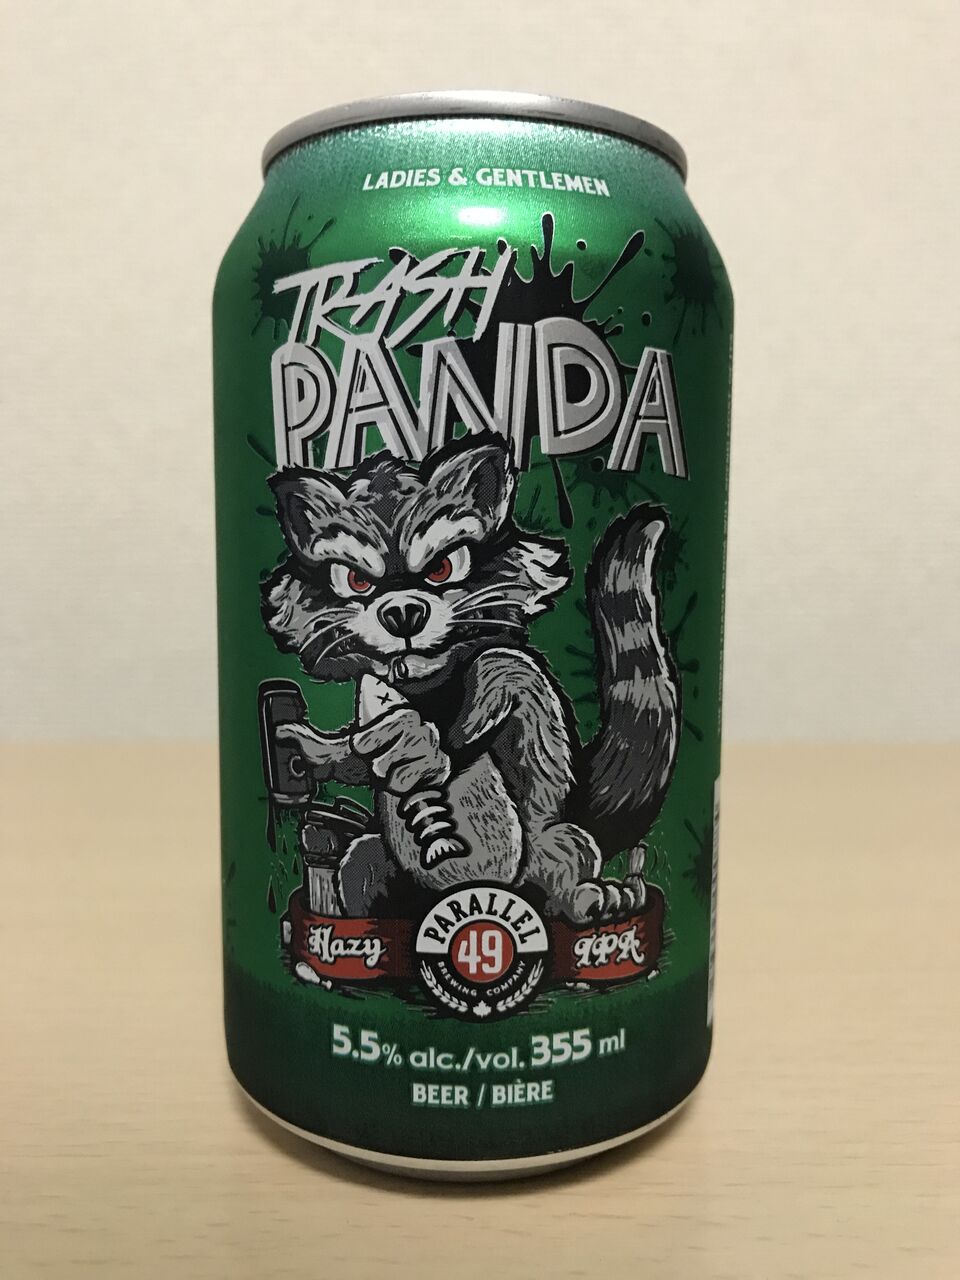 LADIES & GENTLEMEN
TRASH
PANDA
Hazy
IPA
PARALLEL
49
BREWING COMPANY
5.5% alc./vol. 355 ml
BEER / BIÈRE